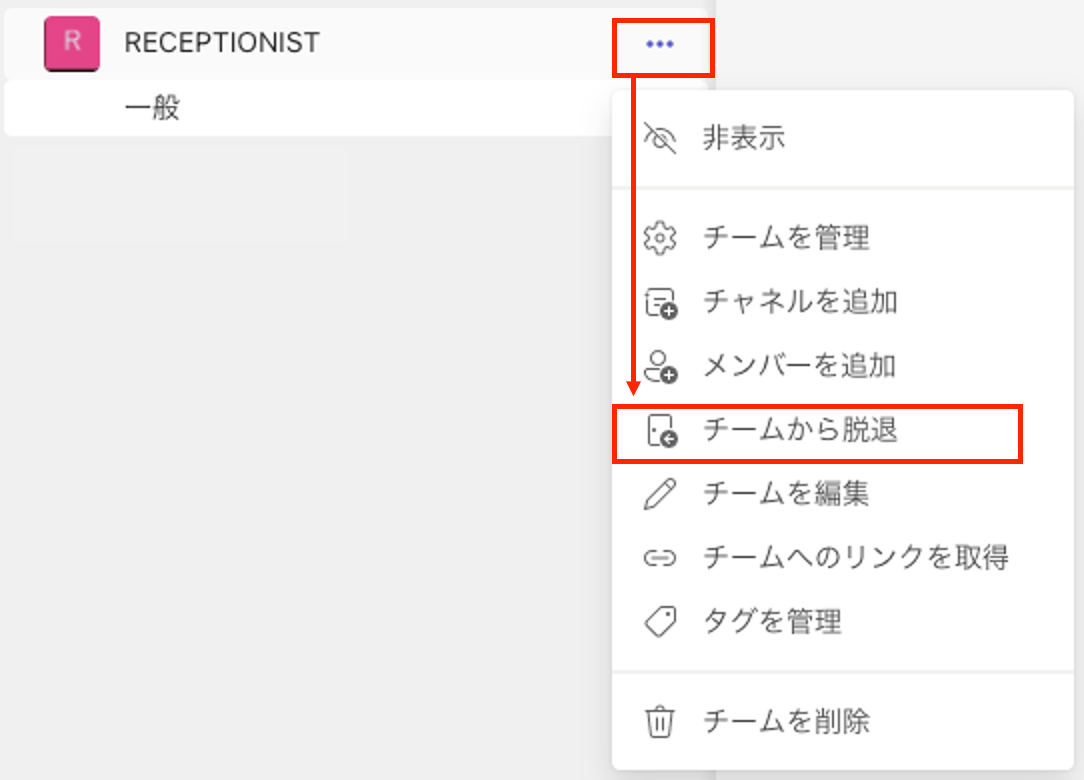 R
RECEPTIONIST
一般
非表示
チームを管理
チャネルを追加
メンバーを追加
チームから脱退
チームを編集
チームへのリンクを取得
タグを管理
チームを削除